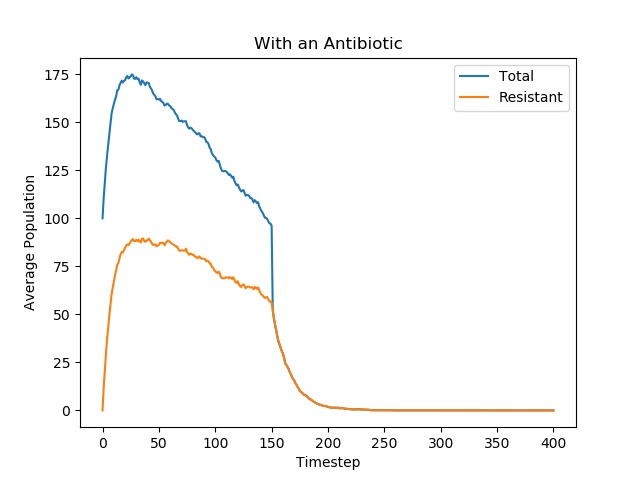 With an Antibiotic
Total
Resistant
Average Population
175
150
125
100
75
50
25
0
0 50 100 150 200 250 300 350 400
Timestep